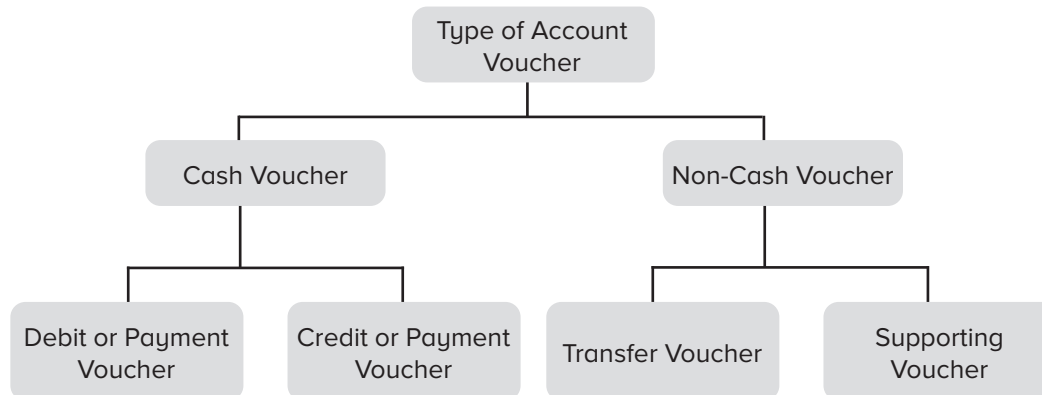 Type of Account
Voucher
Cash Voucher
Non-Cash Voucher
Debit or Payment
Voucher
Credit or Payment
Voucher
Transfer Voucher
Supporting
Voucher